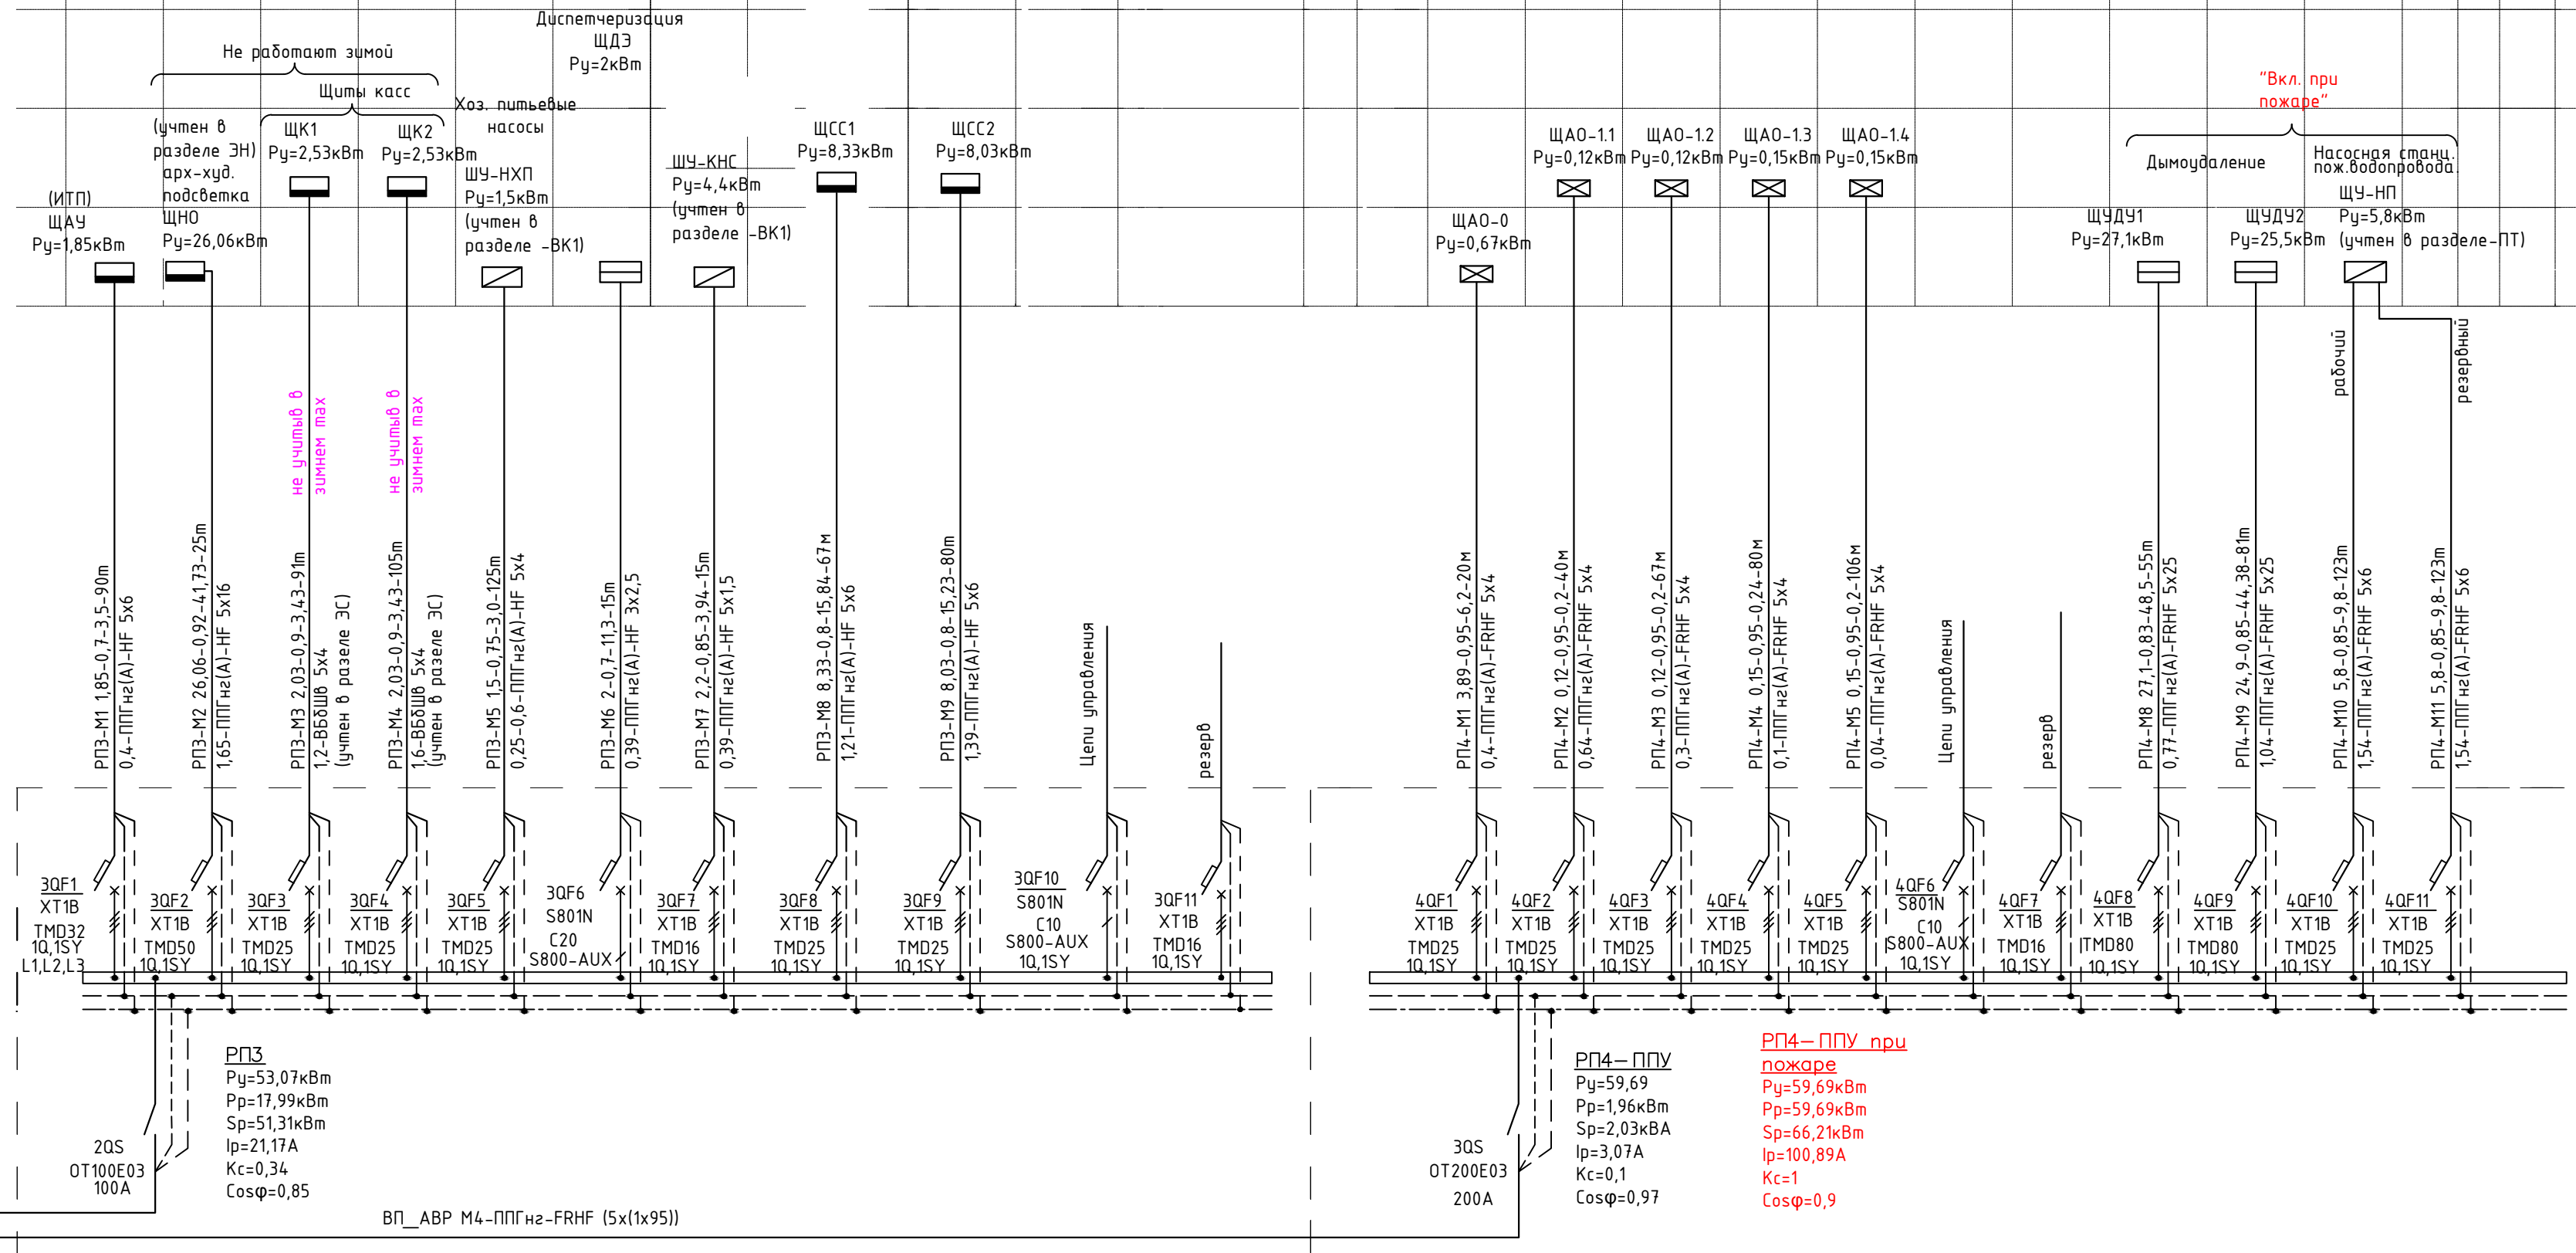 Диспетчеризация
ЩДЭ
Ру=2кВт
Не работают зимой
Щиты касс
(учтен в
разделе ЭН)
арх-худ.
подсветка
ЩНО
Ру=26,06кВт
(ИТП)
ЩАУ
Ру=1,85кВт
ЩК1
Ру=2,53кВт
ЩК2
Ру=2,53кВт
Хоз. питьевые
насосы
ШУ-НХП
Ру=1,5кВт
(учтен в
разделе -ВК1)
ШУ-КНС
Ру=4,4кВт
(учтен в
разделе -ВК1)
ЩСС1
Ру=8,33кВт
ЩСС2
Ру=8,03кВт
ЩАО-0
Ру=0,67кВт
ЩАО-1.1
Ру=0,12кВт
ЩАО-1.2
Ру=0,12кВт
ЩАО-1.3
Ру=0,15кВт
ЩАО-1.4
Ру=0,15кВт
"Вкл. при
пожаре"
Дымоудаление
Насосная станц.
пож.водопровода.
ЩУДУ1
Ру=27,1кВт
ЩУДУ2
Ру=25,5кВт
ЩУ-НП
Ру=5,8кВт
(учтен в разделе-ПТ)
рабочий
резервный
не учитыв в
зимнем max
не учитыв в
зимнем max
РП3-М1 1,85-0,7-3,5-90m
0,4-ППГнг(А)-HF 5х6
РП3-М2 26,06-0,92-41,73-25m
1,65-ППГнг(А)-HF 5х16
РП3-М3 2,03-0,9-3,43-91m
1,2-ВБбШв 5х4
(учтен в разеле ЭС)
РП3-М4 2,03-0,9-3,43-105m
1,6-ВБбШв 5х4
(учтен в разеле ЭС)
РП3-М5 1,5-0,75-3,0-125m
0,25-0,6-ППГнг(А)-HF 5х4
РП3-М6 2-0,7-11,3-15m
0,39-ППГнг(А)-HF 3х2,5
РП3-М7 2,2-0,85-3,94-15m
0,39-ППГнг(А)-HF 5х1,5
РП3-М8 8,33-0,8-15,84-67м
1,21-ППГнг(А)-HF 5х6
РП3-М9 8,03-0,8-15,23-80m
1,39-ППГнг(А)-HF 5х6
Цепи управления
резерв
РП4-М1 3,89-0,95-6,2-20м
0,4-ППГнг(А)-FRHF 5х4
РП4-М2 0,12-0,95-0,2-40м
0,64-ППГнг(А)-FRHF 5х4
РП4-М3 0,12-0,95-0,2-67м
0,3-ППГнг(А)-FRHF 5х4
РП4-М4 0,15-0,95-0,24-80м
0,1-ППГнг(А)-FRHF 5х4
РП4-М5 0,15-0,95-0,2-106м
0,04-ППГнг(А)-FRHF 5х4
Цепи управления
резерв
РП4-М8 27,1-0,83-48,5-55m
0,77-ППГнг(А)-FRHF 5х25
РП4-М9 24,9-0,85-44,38-81m
1,04-ППГнг(А)-FRHF 5х25
РП4-М10 5,8-0,85-9,8-123m
1,54-ППГнг(А)-FRHF 5х6
РП4-М11 5,8-0,85-9,8-123m
1,54-ППГнг(А)-FRHF 5х6
3QF1
XT1B
TMD32
1Q,1SY
L1,L2,L3
3QF2
XT1B
TMD50
1Q,1SY
3QF3
XT1B
TMD25
1Q,1SY
3QF4
XT1B
TMD25
1Q,1SY
3QF5
XT1B
TMD25
1Q,1SY
3QF6
S801N
C20
S800-AUX
3QF7
XT1B
TMD16
1Q,1SY
3QF8
XT1B
TMD25
1Q,1SY
3QF9
XT1B
TMD25
1Q,1SY
3QF10
S801N
C10
S800-AUX
1Q,1SY
3QF11
XT1B
TMD16
1Q,1SY
4QF1
XT1B
TMD25
1Q,1SY
4QF2
XT1B
TMD25
1Q,1SY
4QF3
XT1B
TMD25
1Q,1SY
4QF4
XT1B
TMD25
1Q,1SY
4QF5
XT1B
TMD25
1Q,1SY
4QF6
S801N
C10
S800-AUX
1Q,1SY
4QF7
XT1B
TMD16
1Q,1SY
4QF8
XT1B
TMD80
1Q,1SY
4QF9
XT1B
TMD80
1Q,1SY
4QF10
XT1B
TMD25
1Q,1SY
4QF11
XT1B
TMD25
1Q,1SY
2QS
OT100E03
100A
РП3
Ру=53,07кВт
Рр=17,99кВт
Sр=51,31кВт
Iр=21,17А
Кс=0,34
Cosφ=0,85
3QS
OT200E03
200A
РП4-ППУ
Ру=59,69
Рр=1,96кВт
Sр=2,03кВА
Iр=3,07А
Кс=0,1
Cosφ=0,97
РП4-ППУ при
пожаре
Ру=59,69кВт
Рр=59,69кВт
Sр=66,21кВт
Iр=100,89А
Кс=1
Cosφ=0,9
ВП_АВР М4-ППГнг-FRHF (5х(1х95))